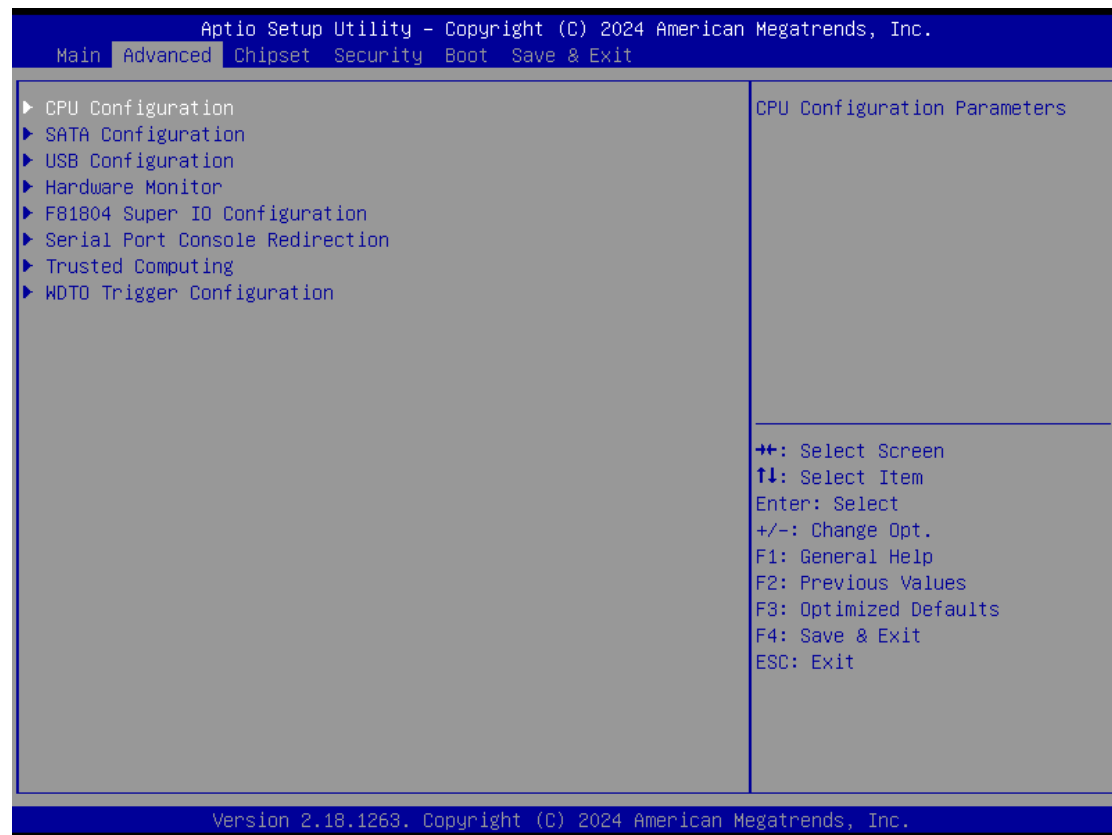 Aptio Setup Utility – Copyright (C) 2024 American Megatrends, Inc.
Main Advanced Chipset Security Boot Save & Exit
▶ CPU Configuration
▶ SATA Configuration
▶ USB Configuration
▶ Hardware Monitor
▶ F81804 Super IO Configuration
▶ Serial Port Console Redirection
▶ Trusted Computing
▶ WDTO Trigger Configuration
CPU Configuration Parameters
→←: Select Screen
↑↓: Select Item
Enter: Select
+/-: Change Opt.
F1: General Help
F2: Previous Values
F3: Optimized Defaults
F4: Save & Exit
ESC: Exit
Version 2.18.1263. Copyright (C) 2024 American Megatrends, Inc.